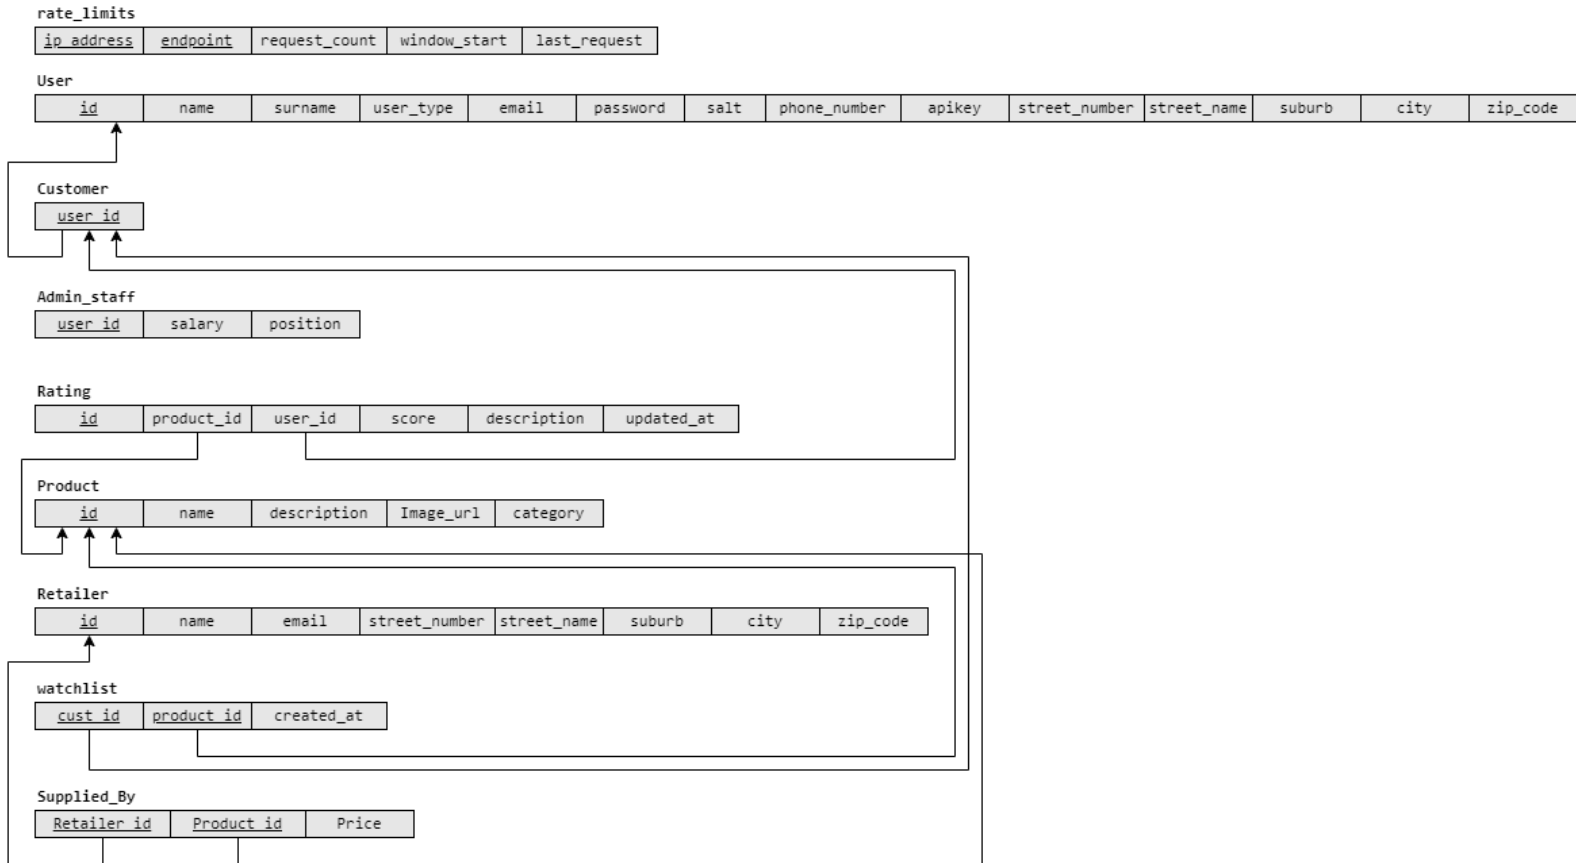 rate_limits
ip_address endpoint request_count window_start last_request
User
id name surname user_type email password salt phone_number apikey street_number street_name suburb city zip_code
Customer
user_id
Admin_staff
user_id salary position
Rating
id product_id user_id score description updated_at
Product
id name description Image_url category
Retailer
id name email street_number street_name suburb city zip_code
watchlist
cust_id product_id created_at
Supplied_By
Retailer_id Product_id Price